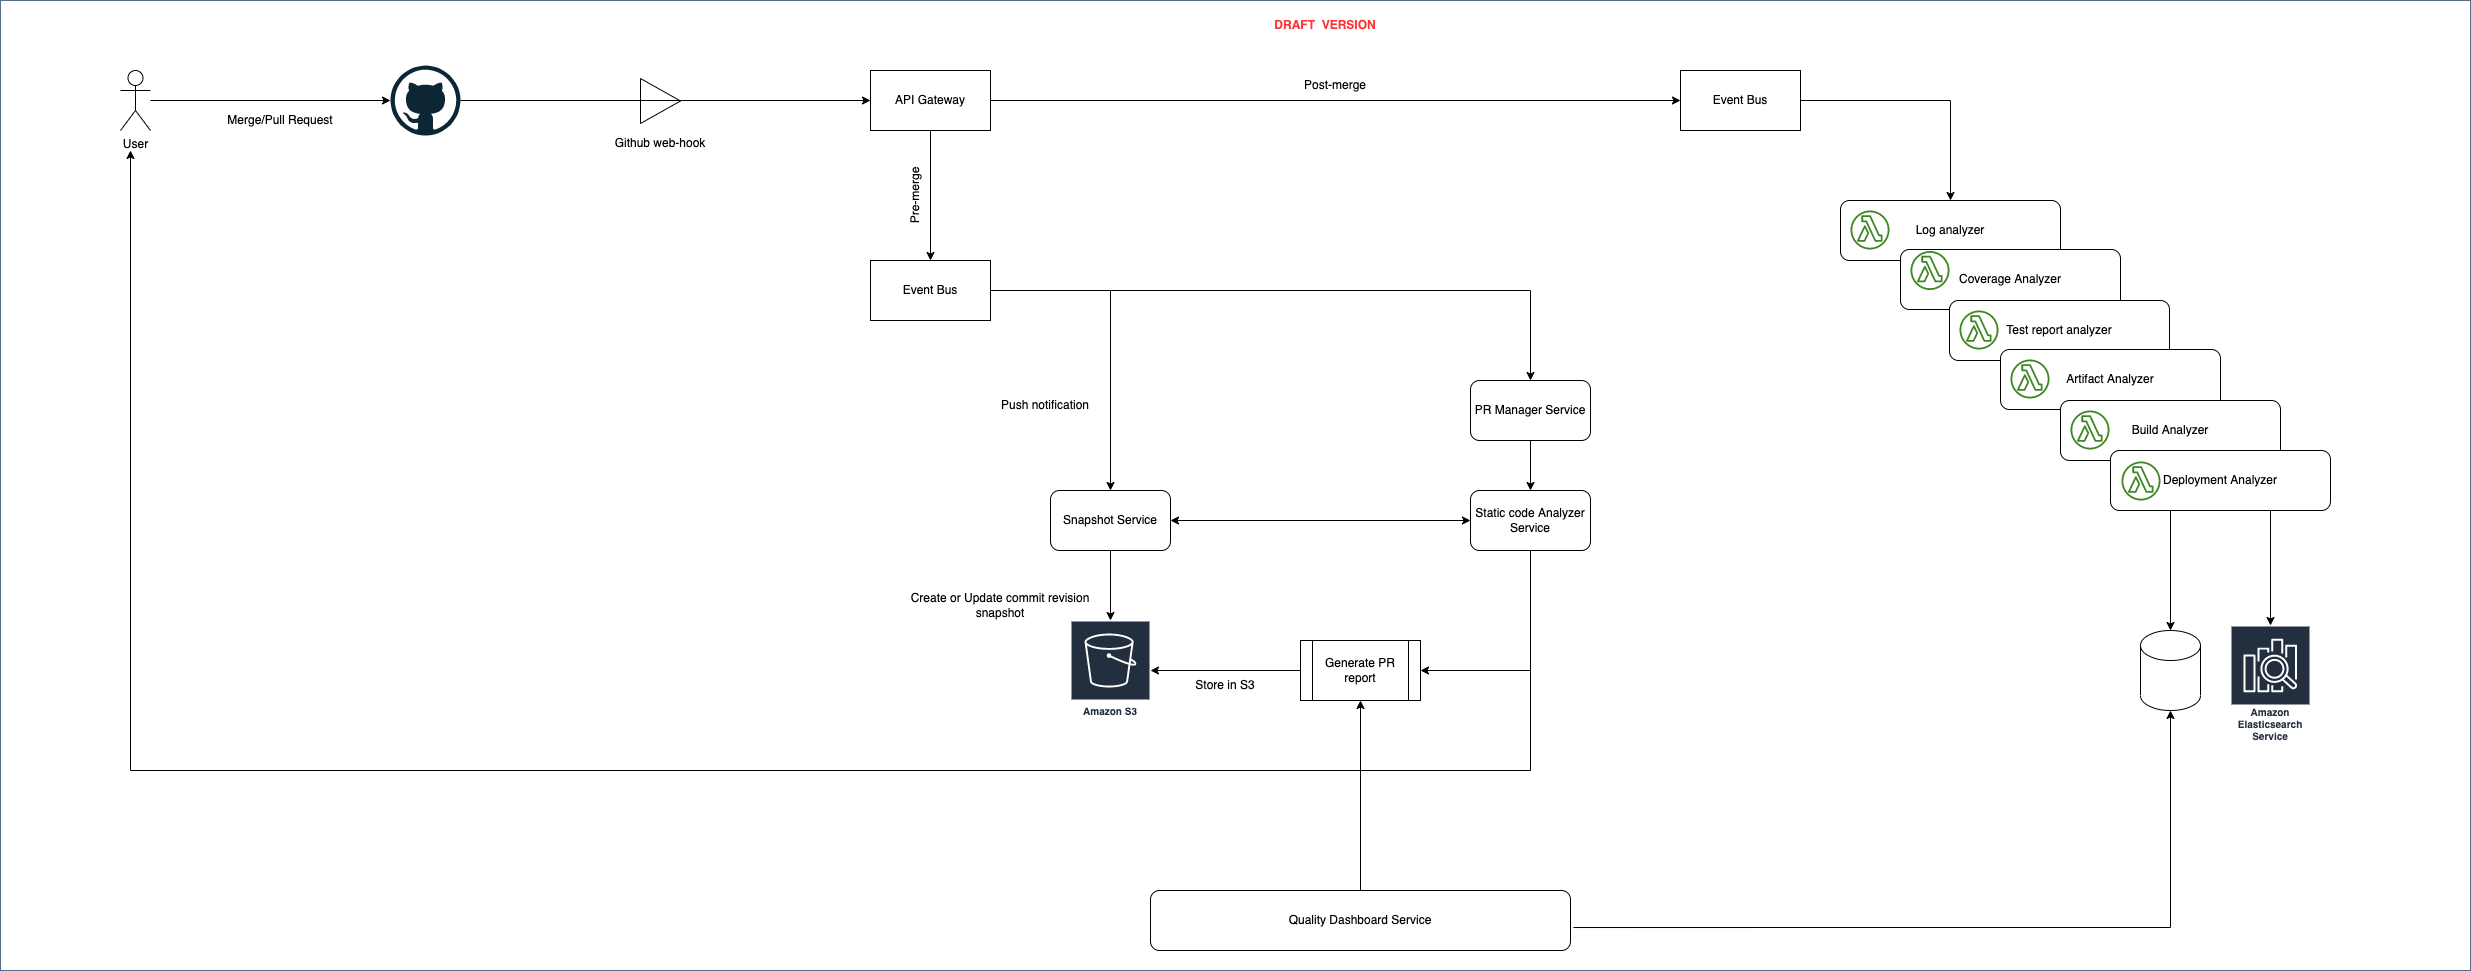 DRAFT  VERSION
User
Merge/Pull Request
Github web-hook
API Gateway
Post-merge
Event Bus
Pre-merge
Event Bus
Push notification
PR Manager Service
Snapshot Service
Static code Analyzer
Service
Create or Update commit revision
snapshot
Amazon S3
Store in S3
Generate PR
report
Quality Dashboard Service
Log analyzer
Coverage Analyzer
Test report analyzer
Artifact Analyzer
Build Analyzer
Deployment Analyzer
Amazon
Elasticsearch
Service